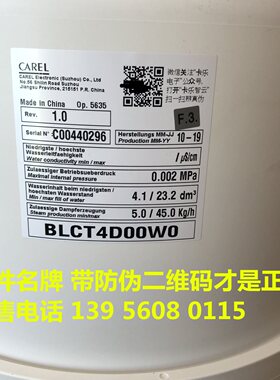 CAREL
CAREL Electronic (Suzhou) Co., Ltd.
No.56 Shilin Road Suzhou
Jiangsu Province, 215151 P.R. China
微信关注“卡乐
电子”公众号,
打开“卡乐智云”
扫一扫辨真伪
Made in China Op. 5635
F.3.
Rev. 1.0
Serial N° C00440296
Herstellungs MM-JJ
Production MM-YY 10-19
Niedrigste / hoechste
Wasserleitfaehigkeit
Water conductivity min / max
/ µS/cm
Zulaessiger Betriebsueberdruck
Maximal internal pressure
0.002 MPa
Wasserinhalt beim niedrigsten /
hoechsten Wasserstand
Min / max fill of water
4.1 / 23.2 dm³
Zulaessige Dampferzeugung
Steam production min/max
5.0 / 45.0 Kg/h
BLCT4D00W0
件名牌 带防伪二维码才是正
售电话 139 5608 0115